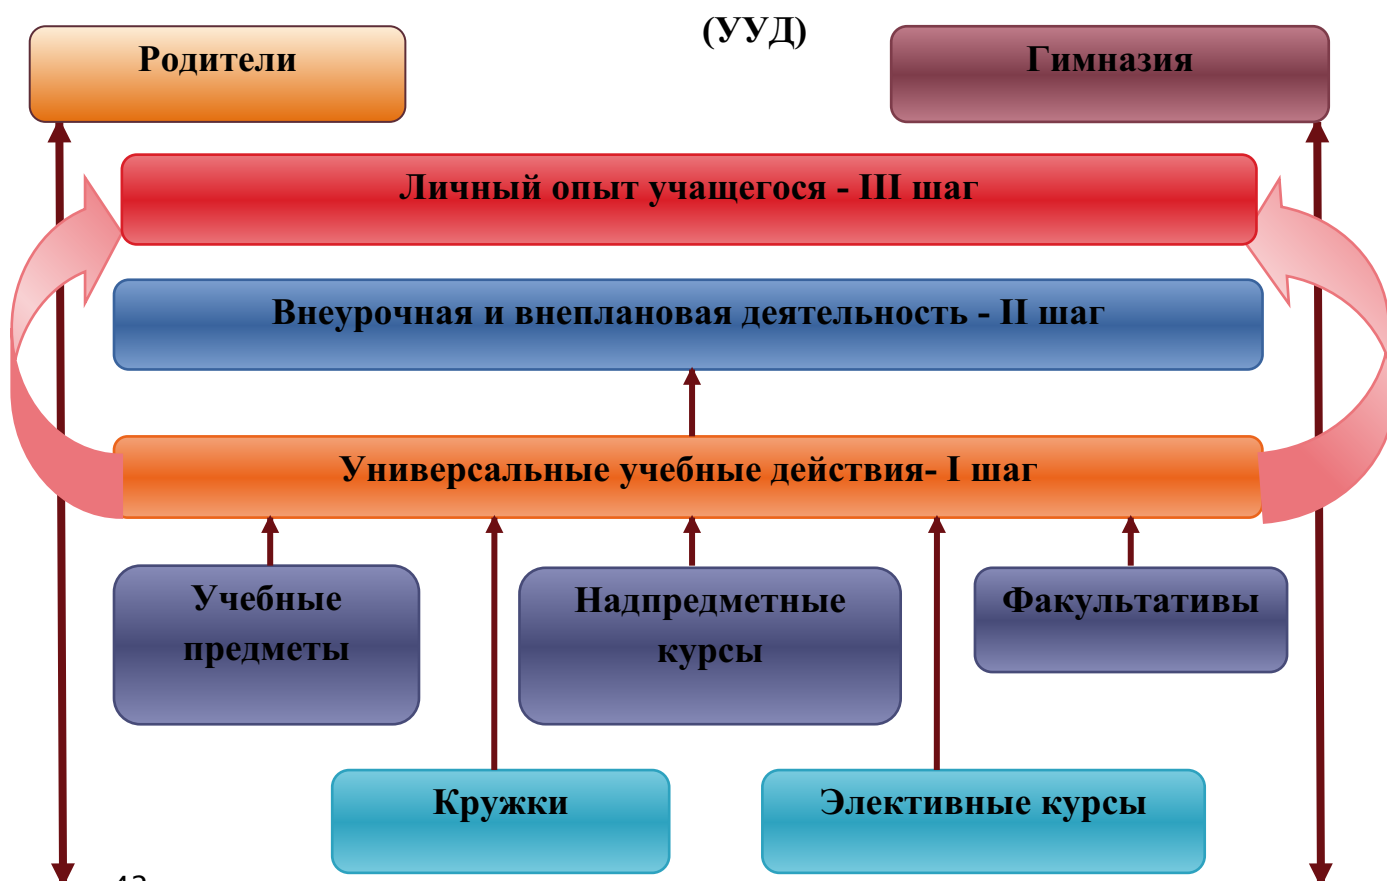 (УУД)
Родители
Гимназия
Личный опыт учащегося - III шаг
Внеурочная и внеплановая деятельность - II шаг
Универсальные учебные действия- I шаг
Учебные
предметы
Надпредметные
курсы
Факультативы
Кружки
Элективные курсы